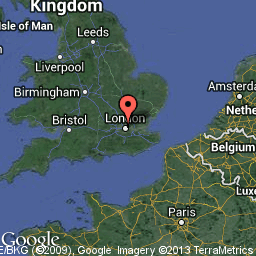 Kingdom
Isle of Man
Leeds
Liverpool
Birmingham
Amsterdam
Nethe
London
Bristol
Belgium
Luxe
Paris
Google
E/BKG (©2009), Google Imagery ©2013 TerraMetrics